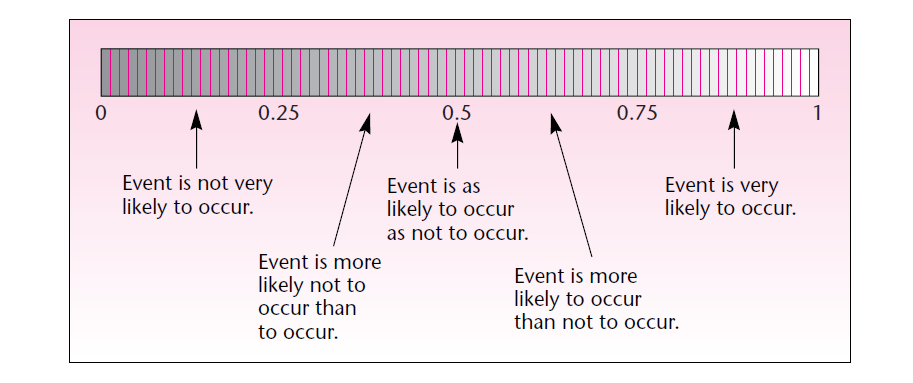 0 0.25 0.5 0.75 1
Event is not very
likely to occur.
Event is more
likely not to
occur than
to occur.
Event is as
likely to occur
as not to occur.
Event is more
likely to occur
than not to occur.
Event is very
likely to occur.